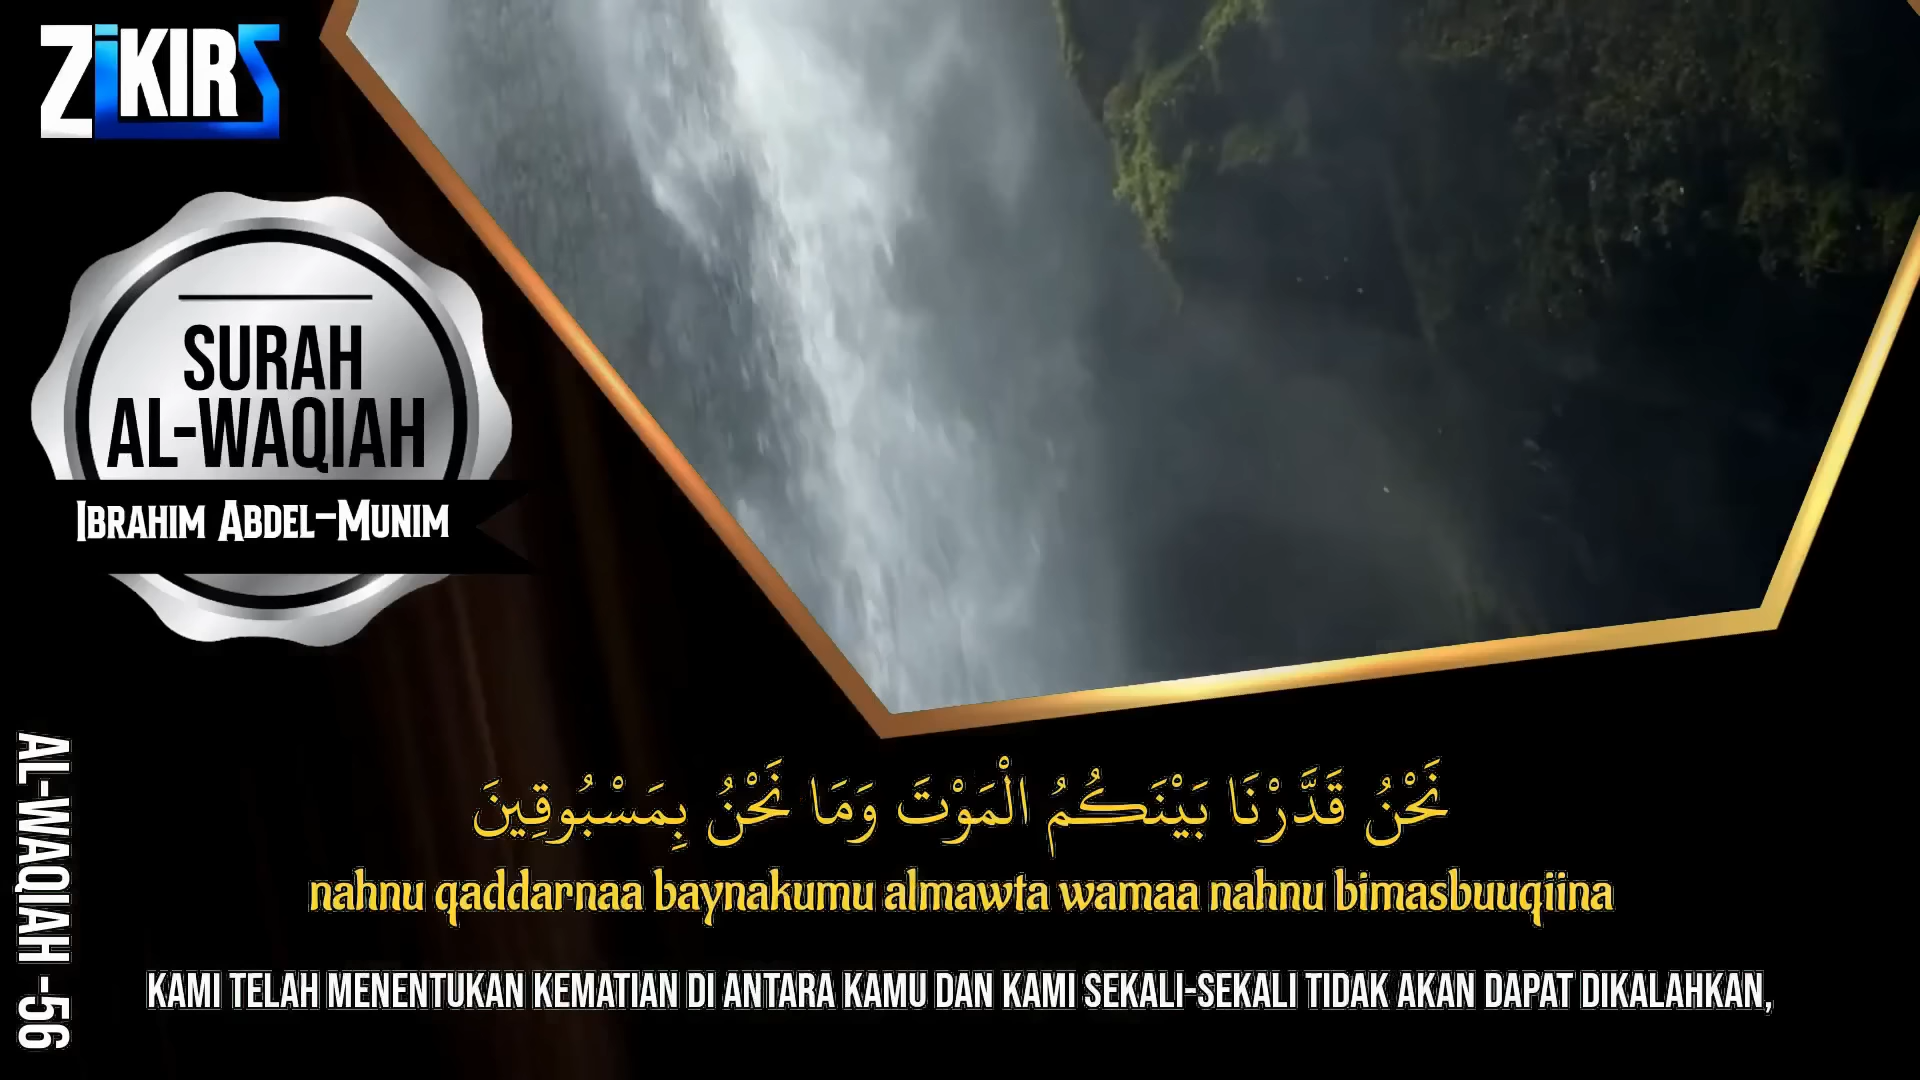 ZiKIRS
SURAH
AL-WAQIAH
IBRAHIM ABDEL-MUNIM
AL-WAQIAH -56
نَحْنُ قَدَّرْنَا بَيْنَكُمُ الْمَوْتَ وَمَا نَحْنُ بِمَسْبُوقِينَ
nahnu qaddarnaa baynakumu almawta wamaa nahnu bimasbuuqiina
KAMI TELAH MENENTUKAN KEMATIAN DI ANTARA KAMU DAN KAMI SEKALI-SEKALI TIDAK AKAN DAPAT DIKALAHKAN,